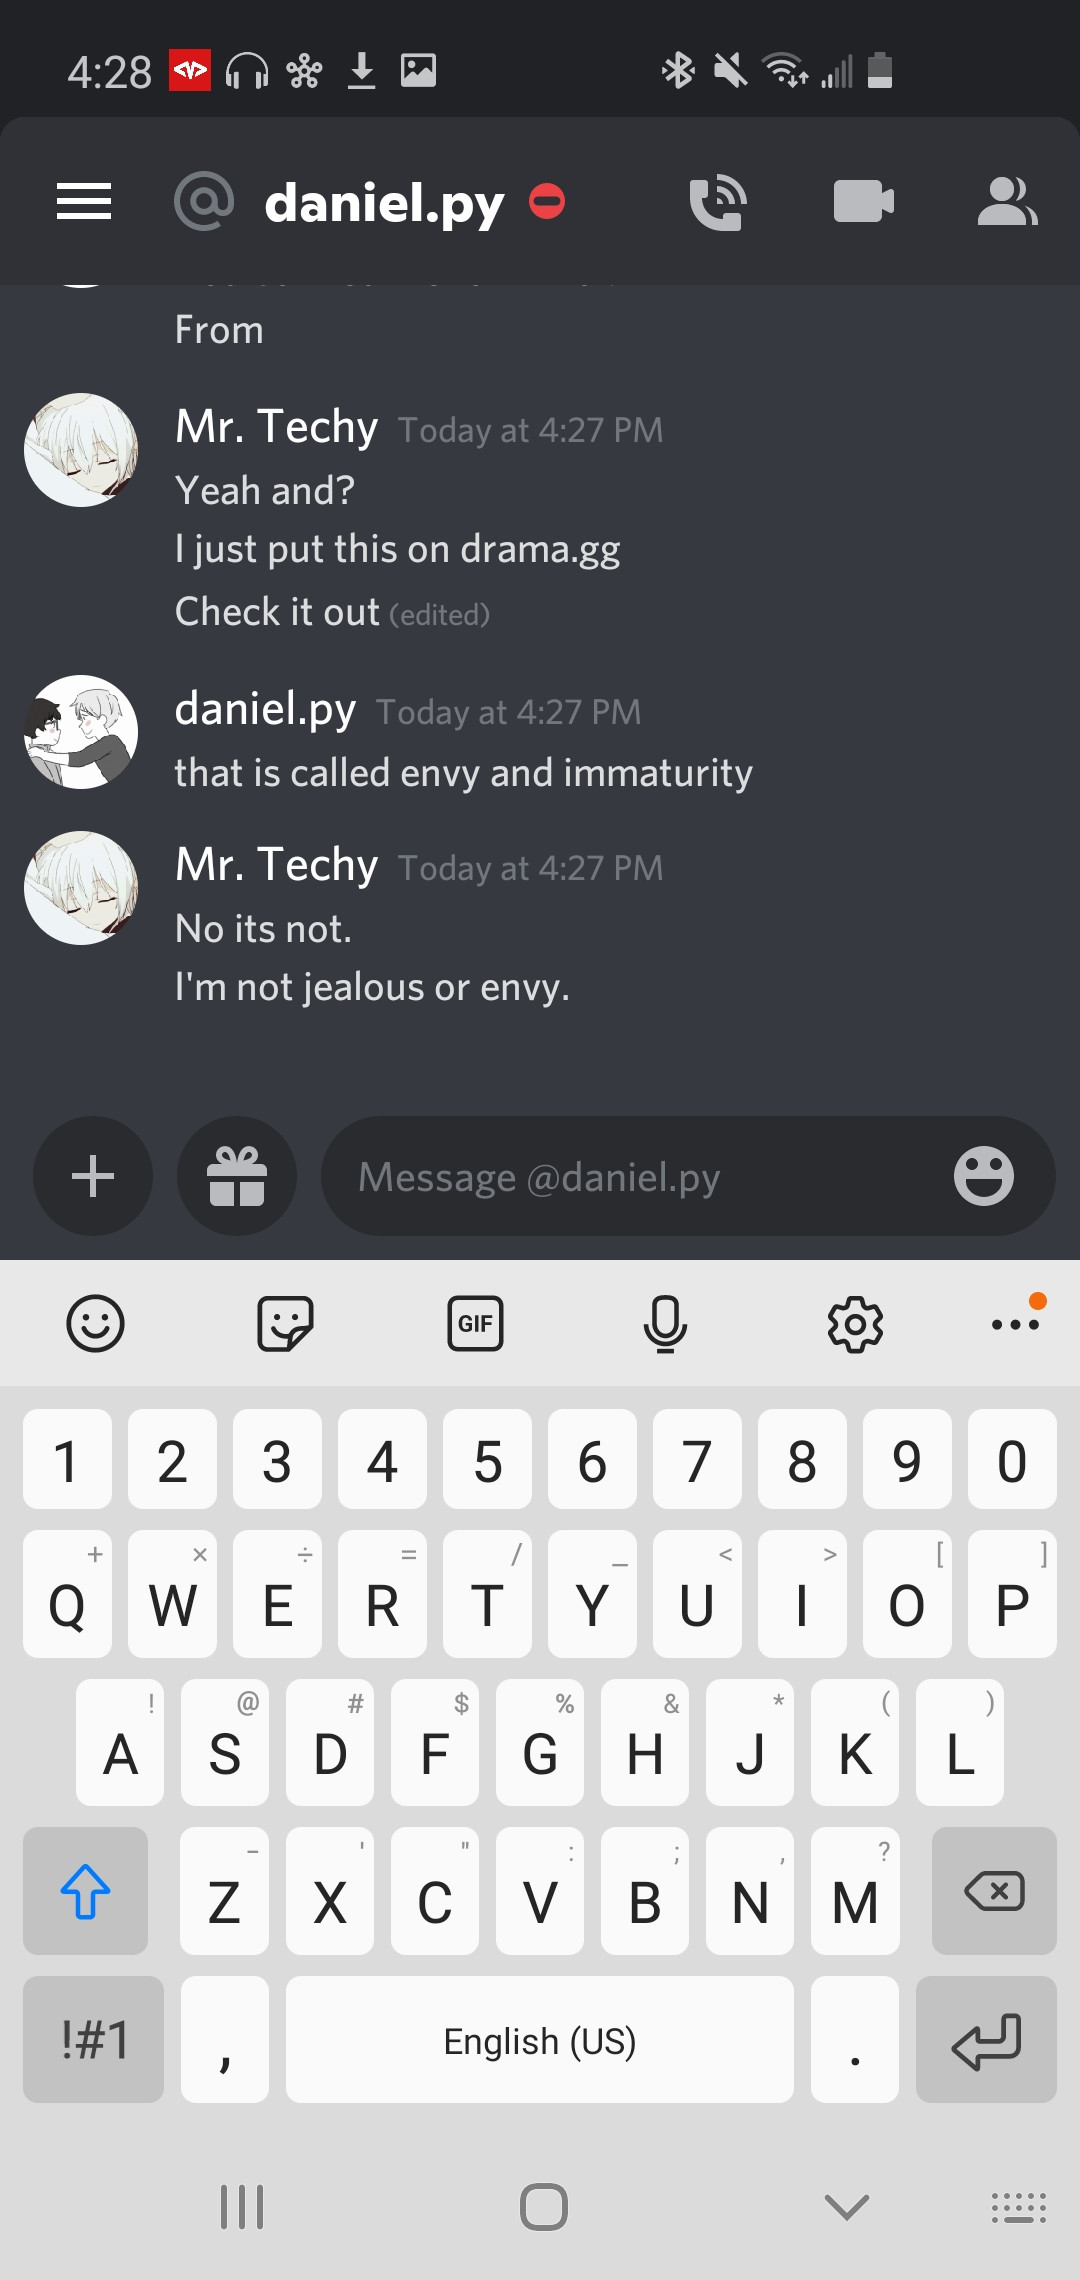 4:28
daniel.py
From
Mr. Techy Today at 4:27 PM
Yeah and?
I just put this on drama.gg
Check it out (edited)
daniel.py Today at 4:27 PM
that is called envy and immaturity
Mr. Techy Today at 4:27 PM
No its not.
I'm not jealous or envy.
Message @daniel.py
GIF
1 2 3 4 5 6 7 8 9 0
+ × ÷ = / _ < > [ ]
Q W E R T Y U I O P
! @ # $ % & * ( )
A S D F G H J K L
- ' " : ; , ?
Z X C V B N M
!#1 , English (US) .